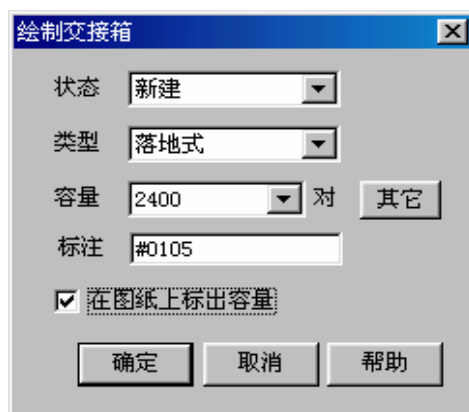 绘制交接箱
状态 新建
类型 落地式
容量 2400 对 其它
标注 #0105
在图纸上标出容量
确定 取消 帮助